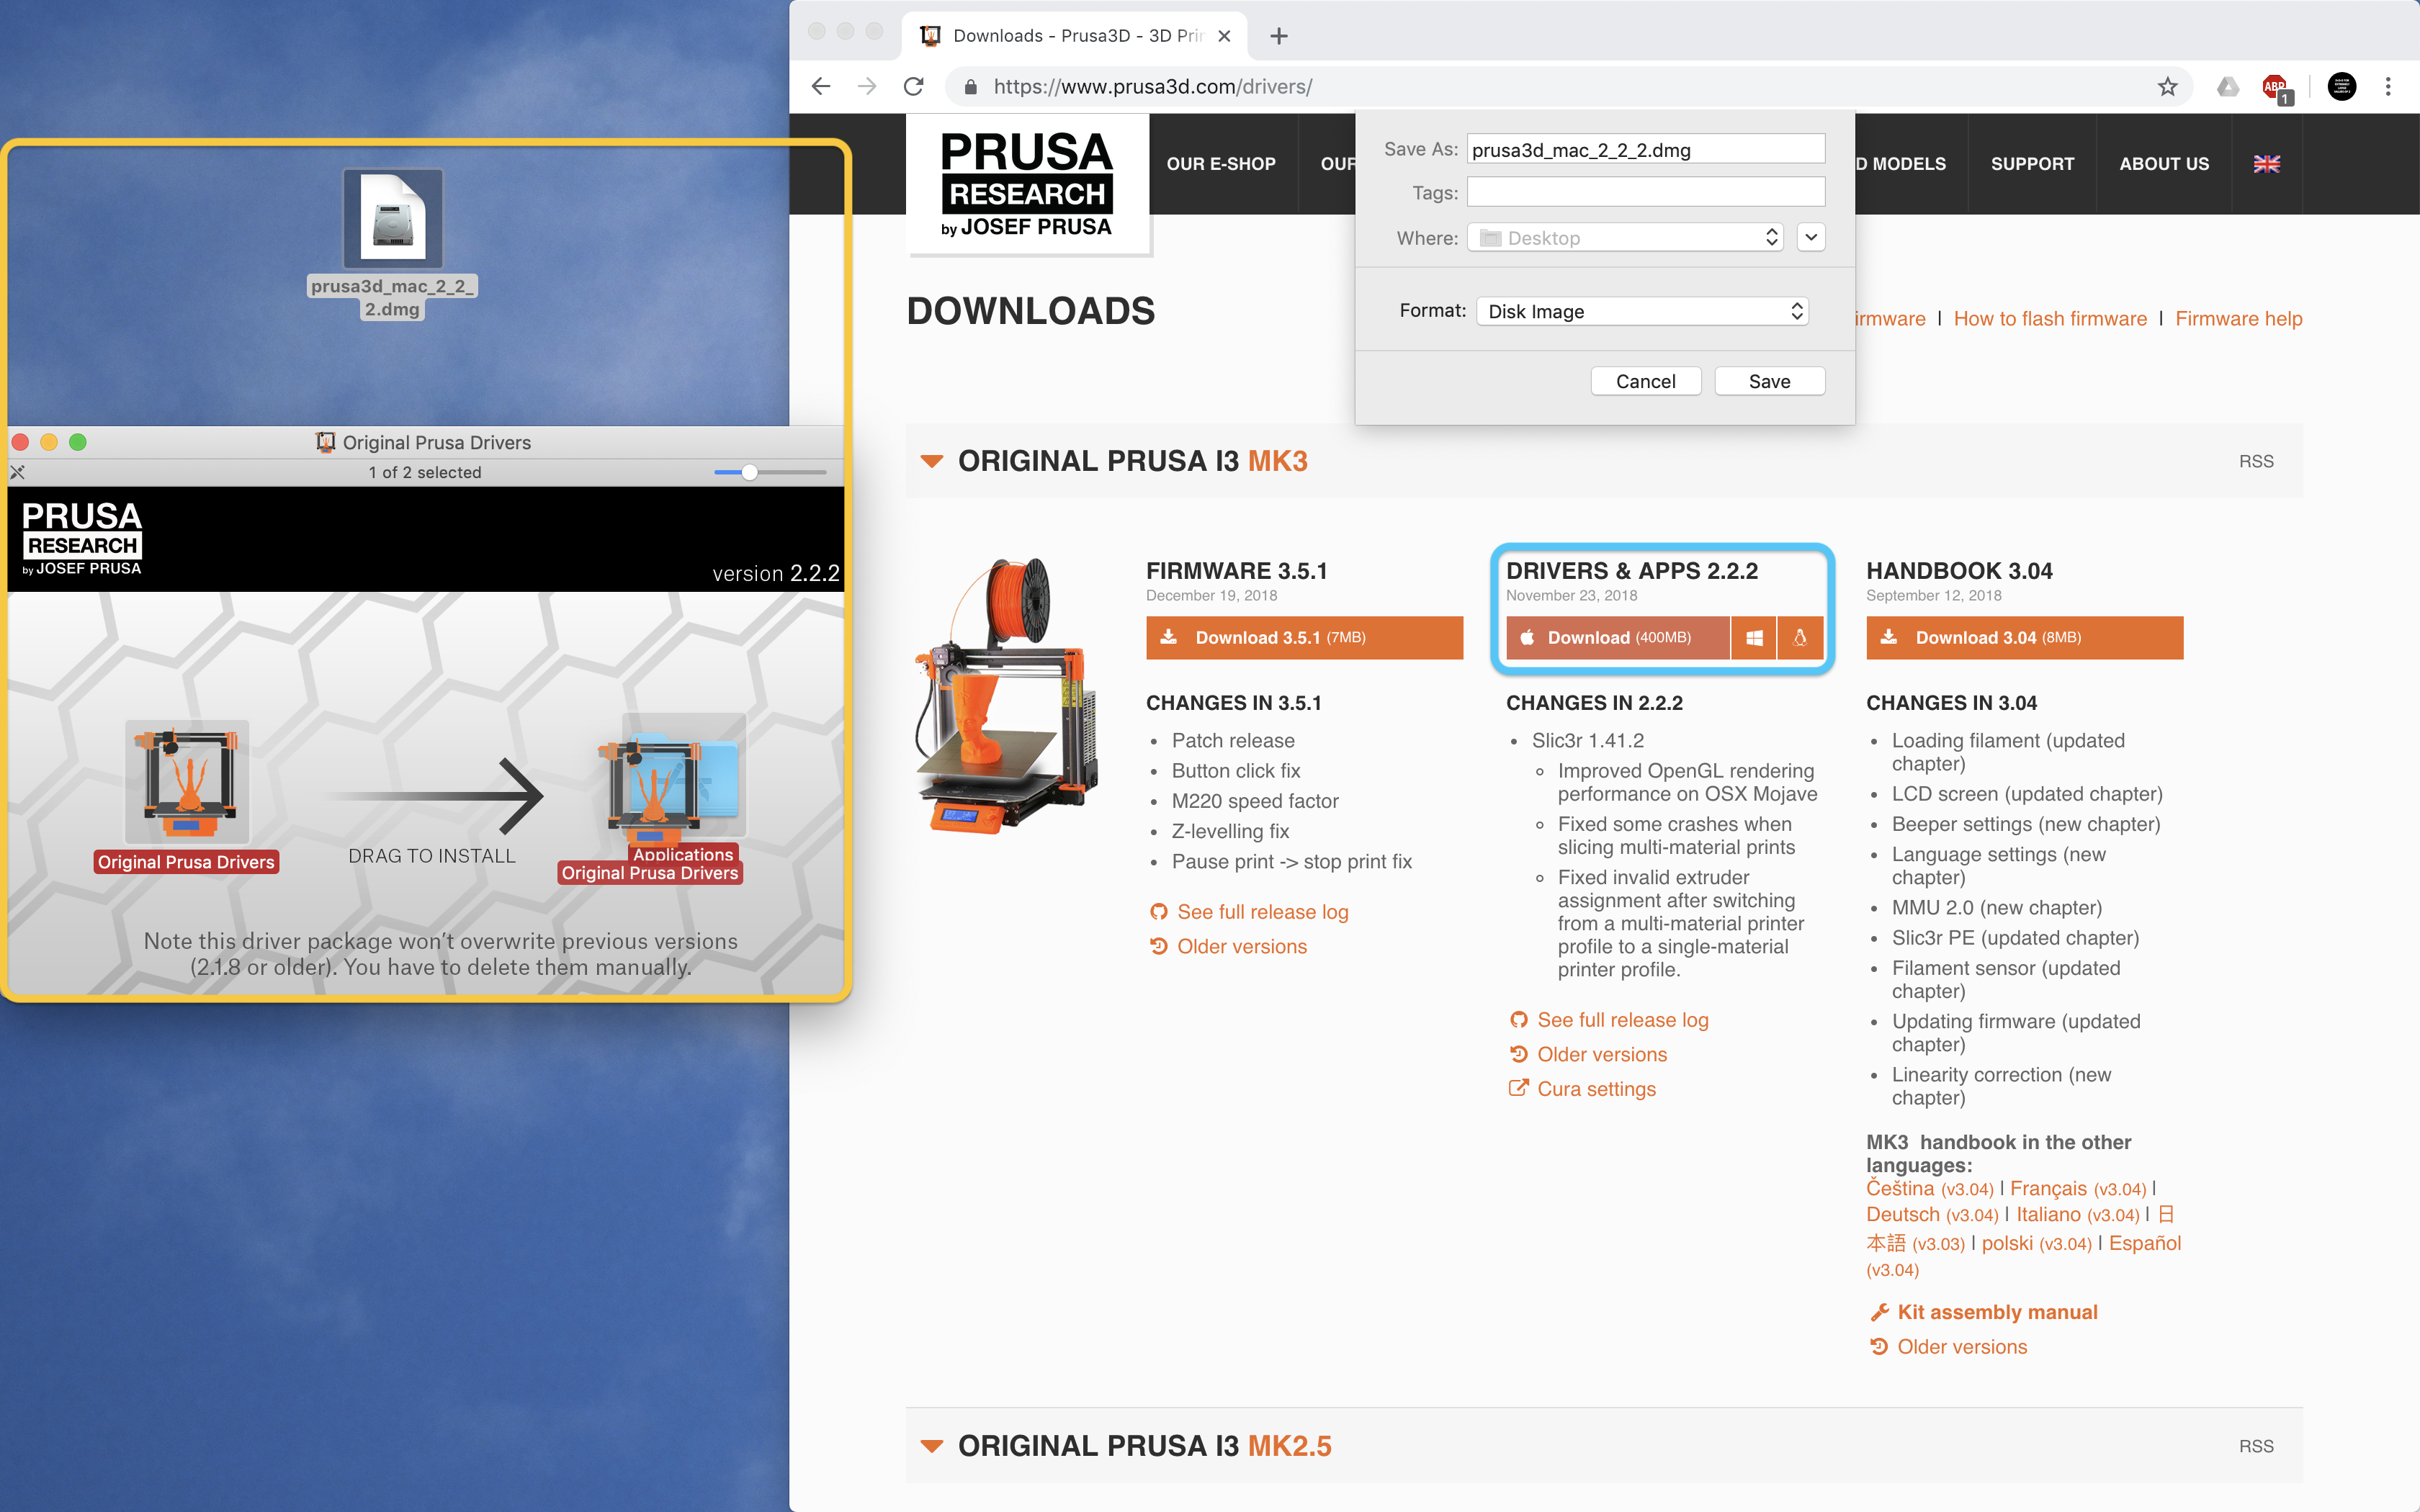 prusa3d_mac_2_2_
2.dmg
Original Prusa Drivers
1 of 2 selected
PRUSA
RESEARCH
by JOSEF PRUSA
version 2.2.2
Original Prusa Drivers
DRAG TO INSTALL
Applications
Original Prusa Drivers
Note this driver package won't overwrite previous versions
(2.1.8 or older). You have to delete them manually.
Downloads - Prusa3D - 3D Prin
https://www.prusa3d.com/drivers/
ABP
1
PRUSA
RESEARCH
by JOSEF PRUSA
OUR E-SHOP
OUR
D MODELS
SUPPORT
ABOUT US
Save As: prusa3d_mac_2_2_2.dmg
Tags:
Where: Desktop
Format: Disk Image
Cancel
Save
DOWNLOADS
irmware | How to flash firmware | Firmware help
ORIGINAL PRUSA I3 MK3
RSS
FIRMWARE 3.5.1
December 19, 2018
Download 3.5.1 (7MB)
CHANGES IN 3.5.1
• Patch release
• Button click fix
• M220 speed factor
• Z-levelling fix
• Pause print -> stop print fix
See full release log
Older versions
DRIVERS & APPS 2.2.2
November 23, 2018
Download (400MB)
CHANGES IN 2.2.2
• Slic3r 1.41.2
◦ Improved OpenGL rendering
performance on OSX Mojave
◦ Fixed some crashes when
slicing multi-material prints
◦ Fixed invalid extruder
assignment after switching
from a multi-material printer
profile to a single-material
printer profile.
See full release log
Older versions
Cura settings
HANDBOOK 3.04
September 12, 2018
Download 3.04 (8MB)
CHANGES IN 3.04
• Loading filament (updated
chapter)
• LCD screen (updated chapter)
• Beeper settings (new chapter)
• Language settings (new
chapter)
• MMU 2.0 (new chapter)
• Slic3r PE (updated chapter)
• Filament sensor (updated
chapter)
• Updating firmware (updated
chapter)
• Linearity correction (new
chapter)
MK3 handbook in the other
languages:
Čeština (v3.04) | Français (v3.04) |
Deutsch (v3.04) | Italiano (v3.04) | 日
本語 (v3.03) | polski (v3.04) | Español
(v3.04)
Kit assembly manual
Older versions
ORIGINAL PRUSA I3 MK2.5
RSS